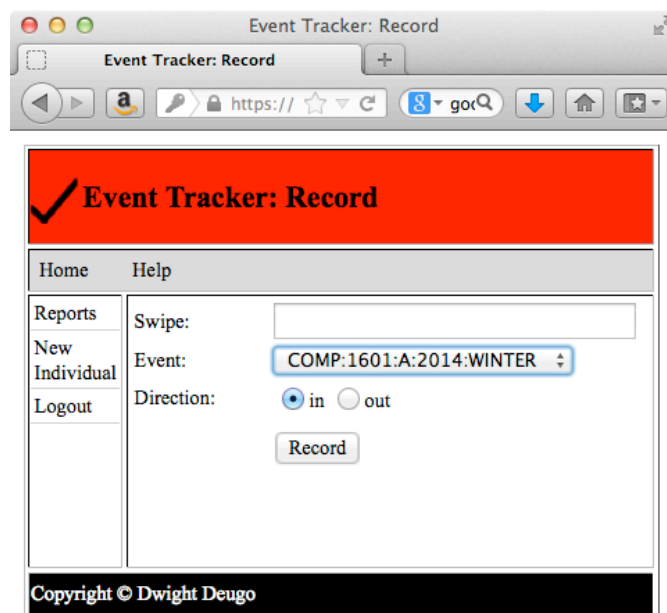 Event Tracker: Record
Event Tracker: Record
a https:// 8 goo
Event Tracker: Record
Home Help
Reports
New
Individual
Logout
Swipe:
Event: COMP:1601:A:2014:WINTER
Direction: in out
Record
Copyright © Dwight Deugo